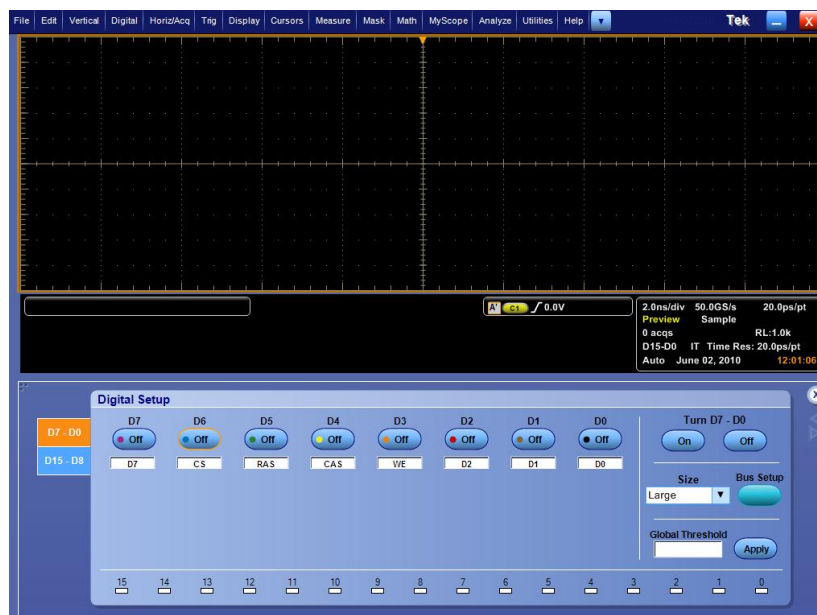 File Edit Vertical Digital Horiz/Acq Trig Display Cursors Measure Mask Math MyScope Analyze Utilities Help Tek X
A' C1 0.0V
2.0ns/div 50.0GS/s 20.0ps/pt
Preview Sample
0 acqs RL:1.0k
D15-D0 IT Time Res: 20.0ps/pt
Auto June 02, 2010 12:01:06
Digital Setup
D7 - D0
D15 - D8
D7 D6 D5 D4 D3 D2 D1 D0
Off Off Off Off Off Off Off Off
D7 CS RAS CAS WE D2 D1 D0
Turn D7 - D0
On Off
Size Bus Setup
Large
Global Threshold
Apply
15 14 13 12 11 10 9 8 7 6 5 4 3 2 1 0